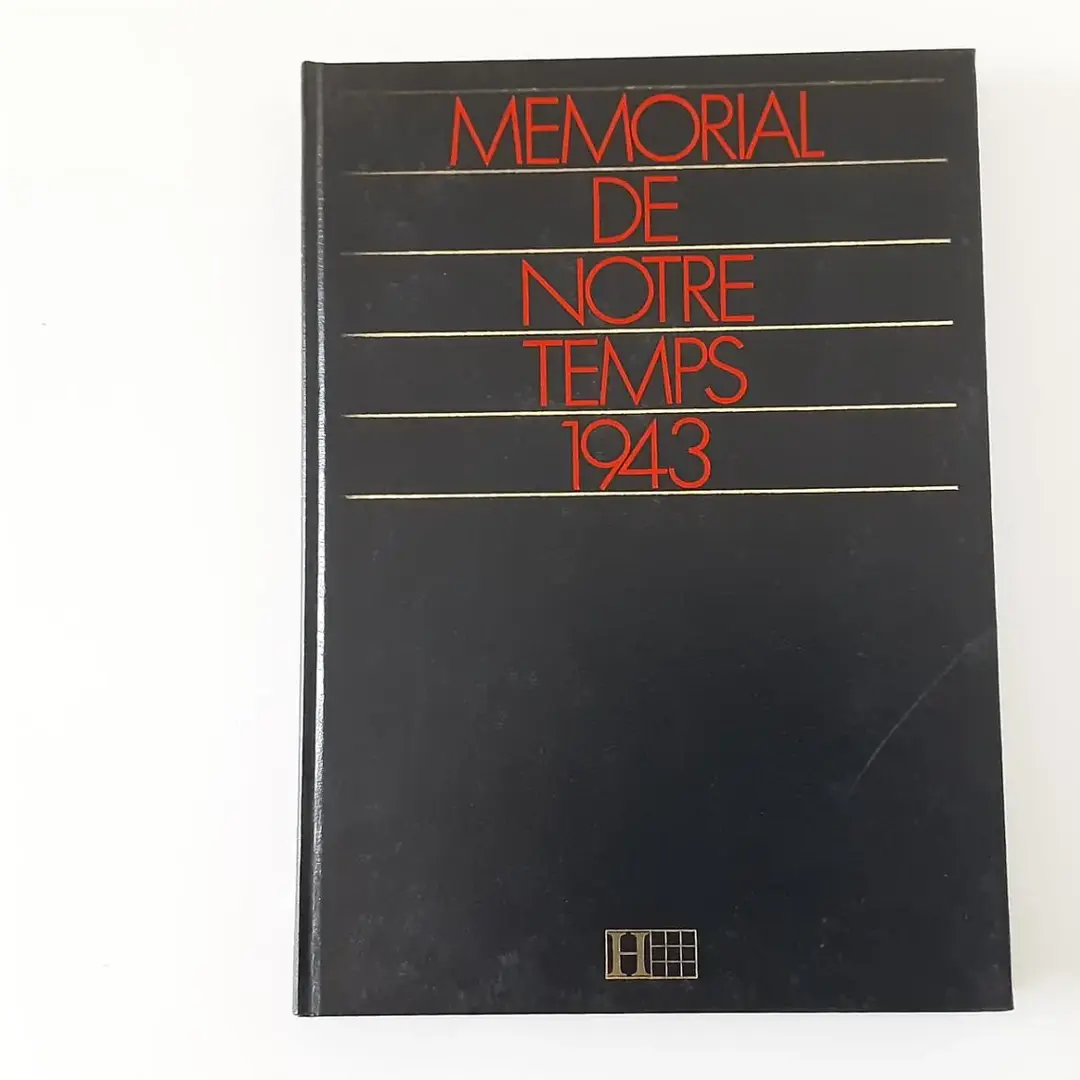 MEMORIAL
DE
NOTRE
TEMPS
1943
H